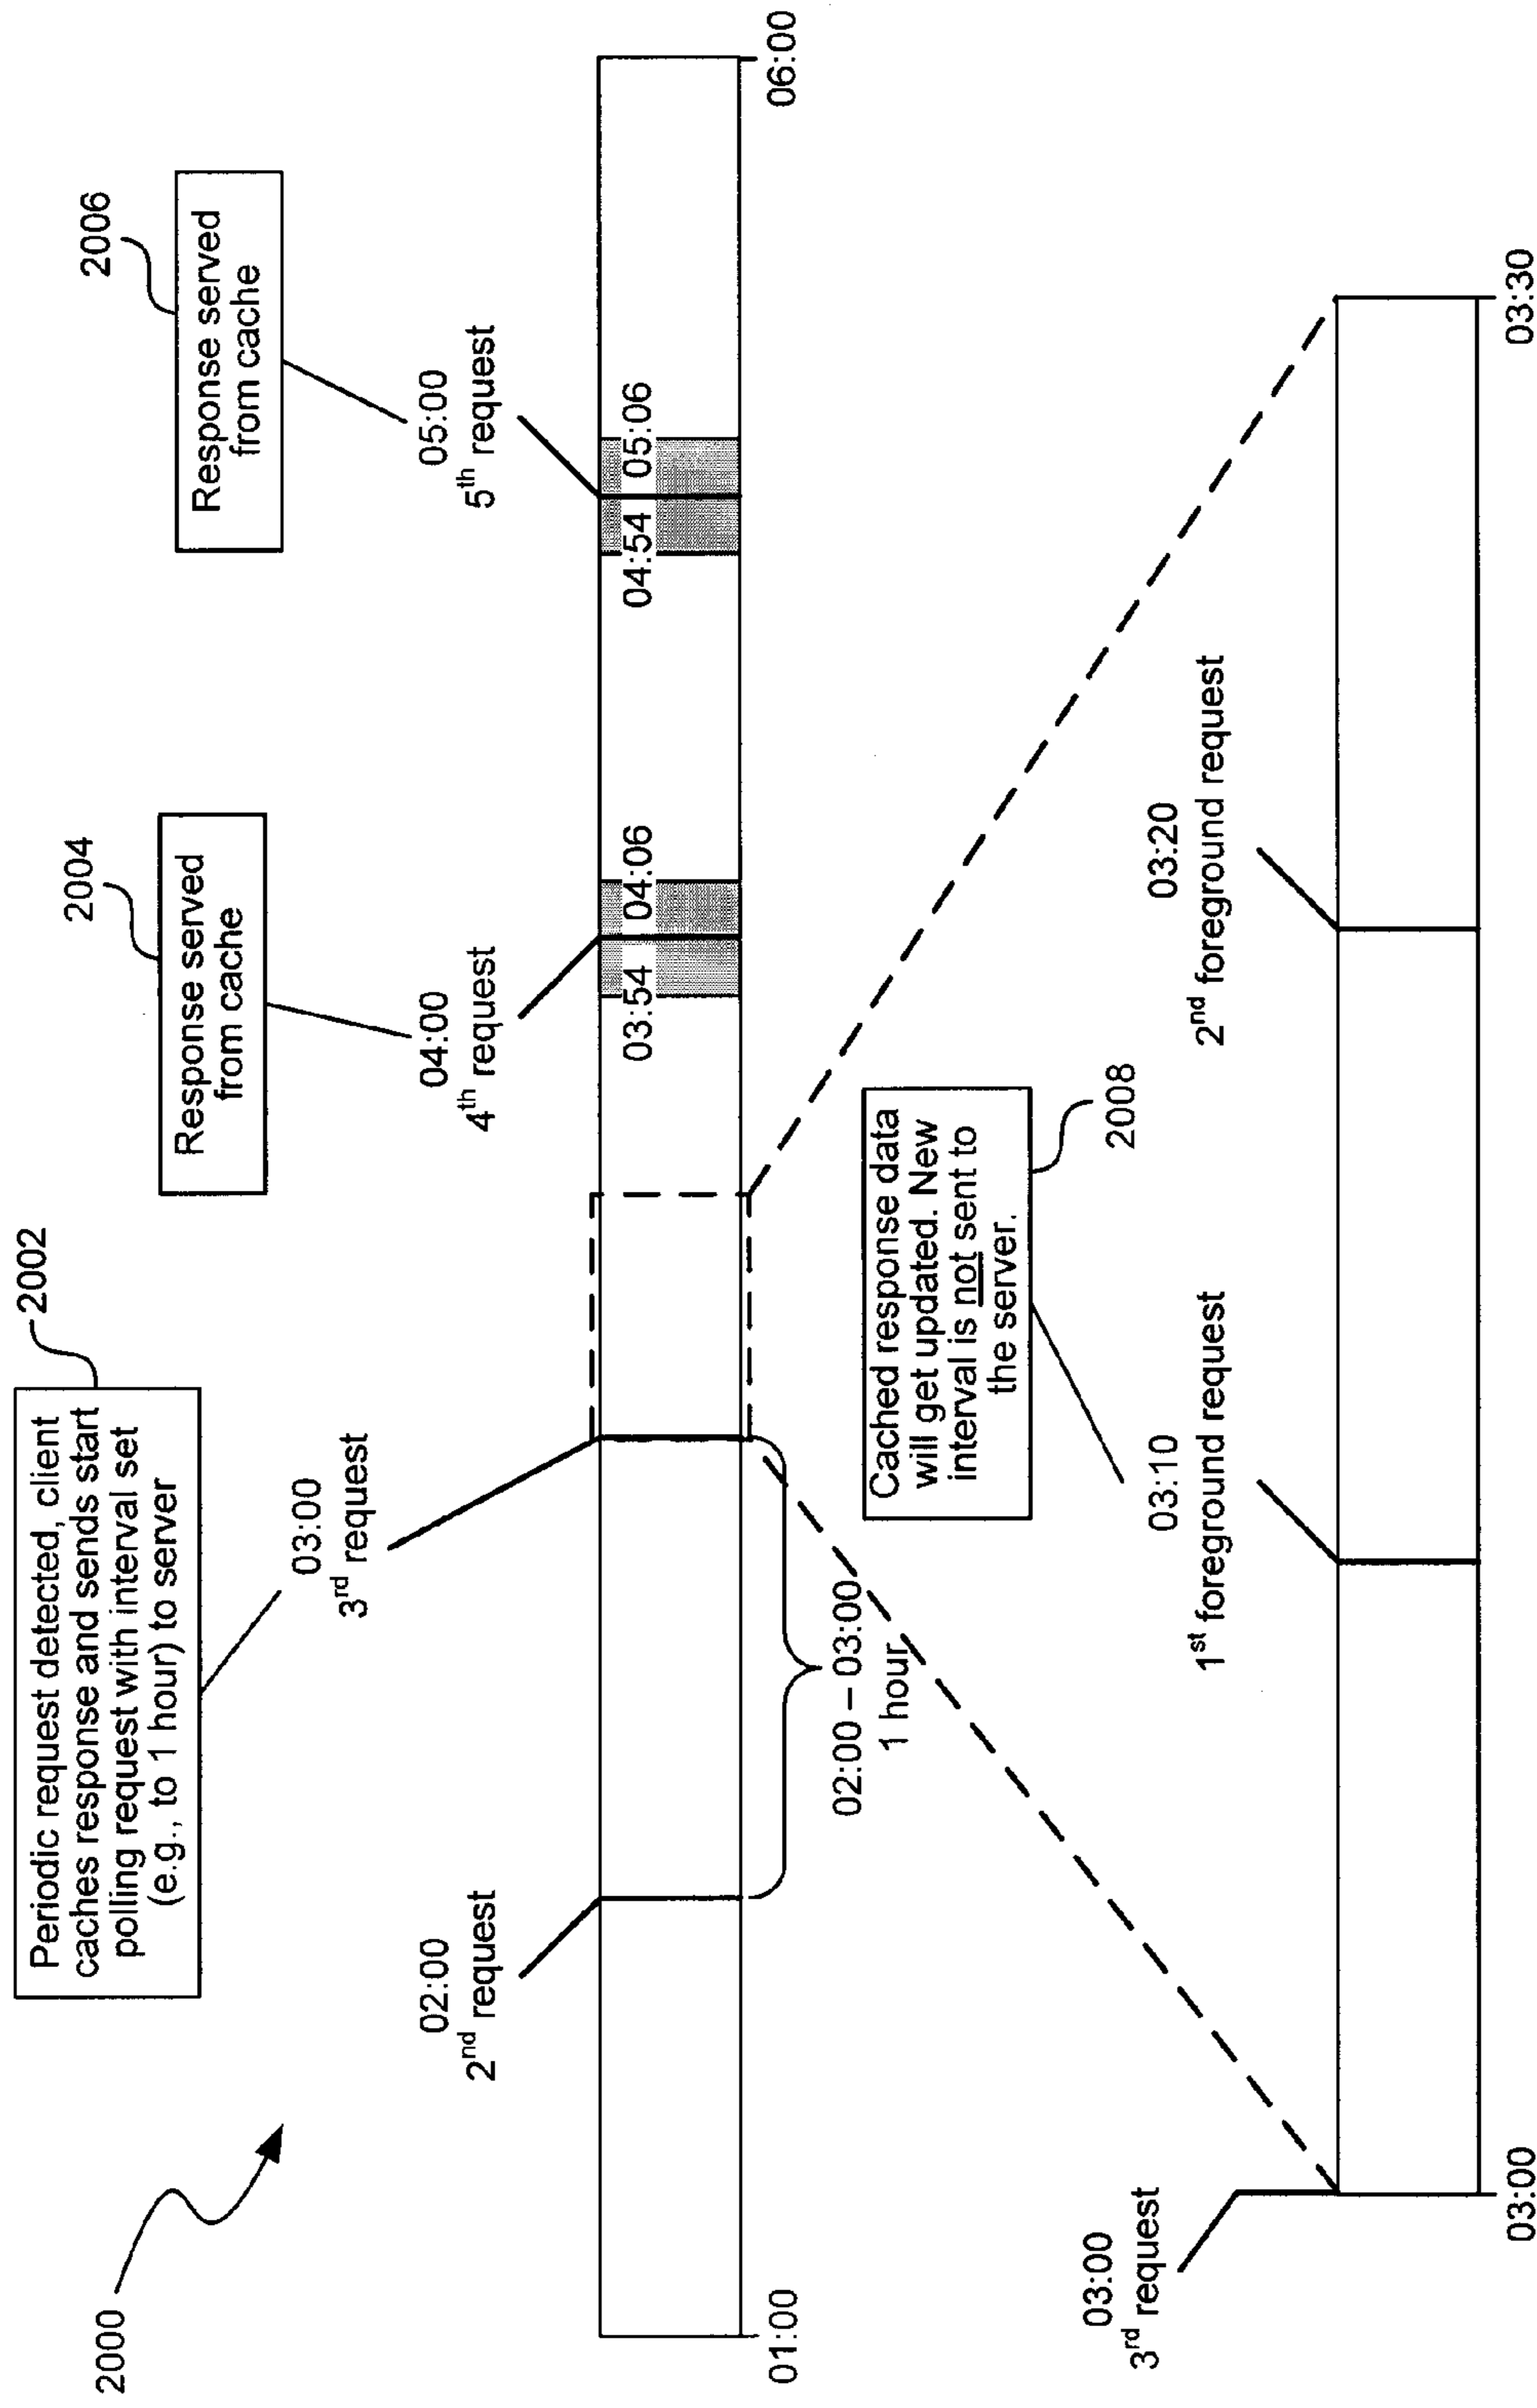 2000
2002
Periodic request detected, client
caches response and sends start
polling request with interval set
(e.g., to 1 hour) to server
2004
Response served
from cache
2006
Response served
from cache
03:00
3rd request
02:00
2nd request
04:00
4th request
05:00
5th request
03:54 04:06
04:54 05:06
01:00
06:00
02:00 – 03:00
1 hour
Cached response data
will get updated. New
interval is not sent to
the server.
2008
03:00
3rd request
03:10
1st foreground request
03:20
2nd foreground request
03:00
03:30